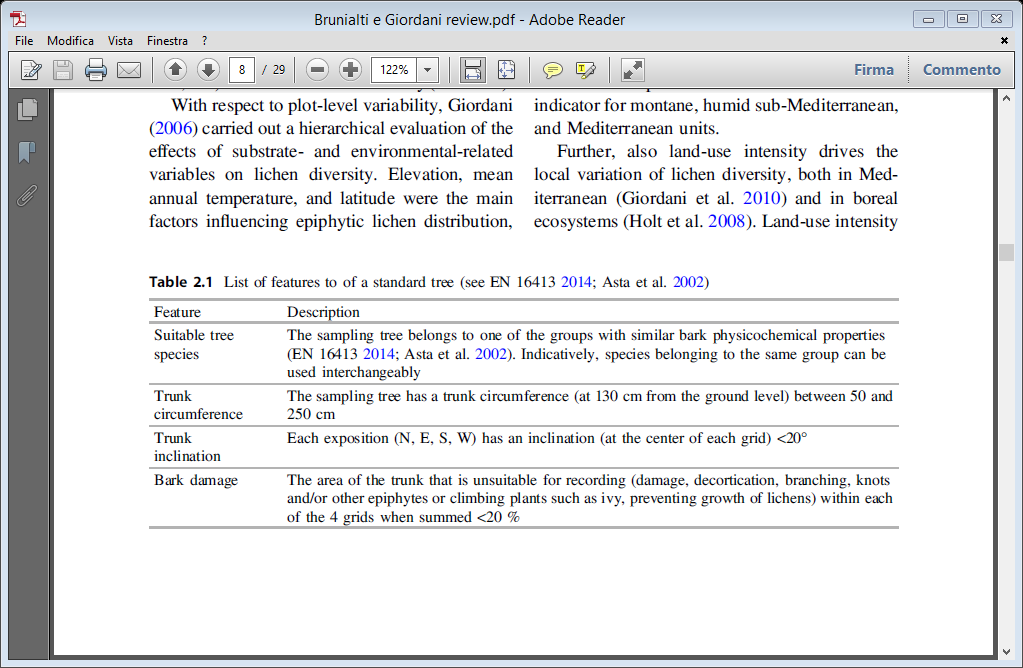 Brunialti e Giordani review.pdf - Adobe Reader
File Modifica Vista Finestra ?
8 / 29 122% Firma Commento
With respect to plot-level variability, Giordani
(2006) carried out a hierarchical evaluation of the
effects of substrate- and environmental-related
variables on lichen diversity. Elevation, mean
annual temperature, and latitude were the main
factors influencing epiphytic lichen distribution,
indicator for montane, humid sub-Mediterranean,
and Mediterranean units.
Further, also land-use intensity drives the
local variation of lichen diversity, both in Med-
iterranean (Giordani et al. 2010) and in boreal
ecosystems (Holt et al. 2008). Land-use intensity
Table 2.1 List of features to of a standard tree (see EN 16413 2014; Asta et al. 2002)
Feature Description
Suitable tree
species
The sampling tree belongs to one of the groups with similar bark physicochemical properties
(EN 16413 2014; Asta et al. 2002). Indicatively, species belonging to the same group can be
used interchangeably
Trunk
circumference
The sampling tree has a trunk circumference (at 130 cm from the ground level) between 50 and
250 cm
Trunk
inclination
Each exposition (N, E, S, W) has an inclination (at the center of each grid) <20°
Bark damage
The area of the trunk that is unsuitable for recording (damage, decortication, branching, knots
and/or other epiphytes or climbing plants such as ivy, preventing growth of lichens) within each
of the 4 grids when summed <20 %